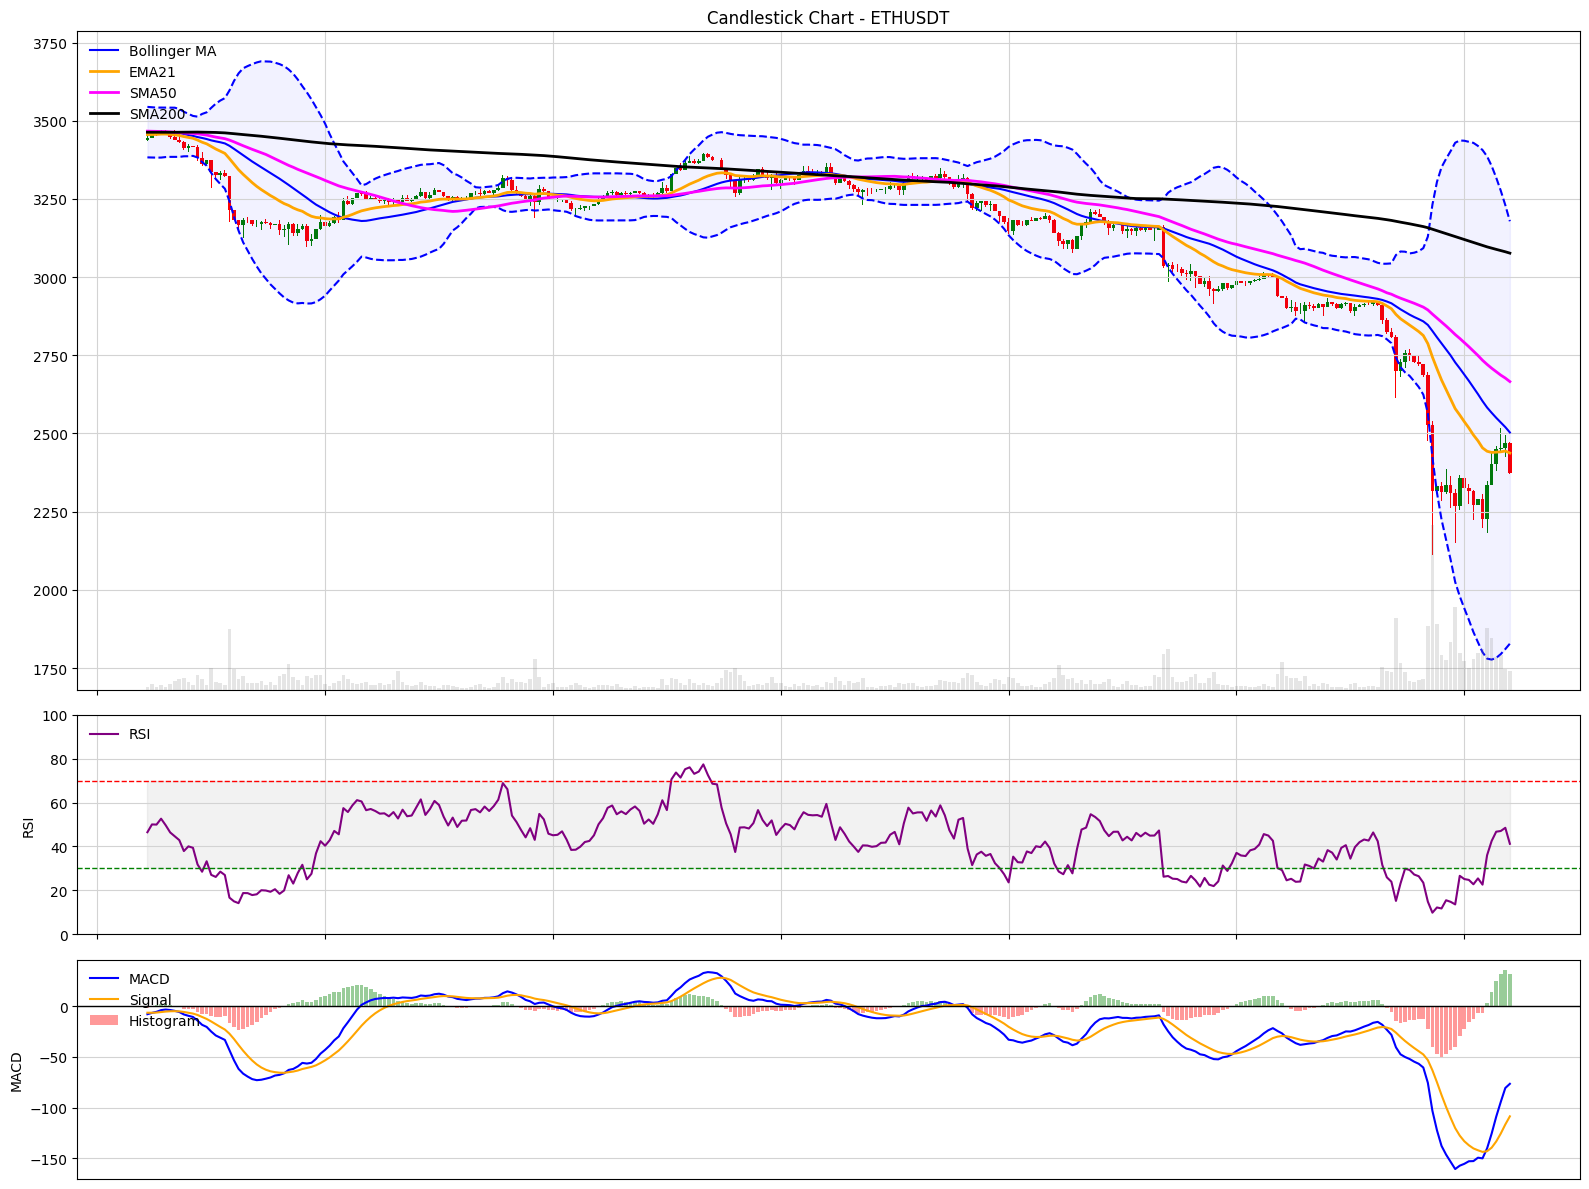 Candlestick Chart - ETHUSDT
3750
3500
3250
3000
2750
2500
2250
2000
1750
Bollinger MA
EMA21
SMA50
SMA200
RSI
100
80
60
40
20
0
RSI
MACD
0
−50
−100
−150
MACD
Signal
Histogram